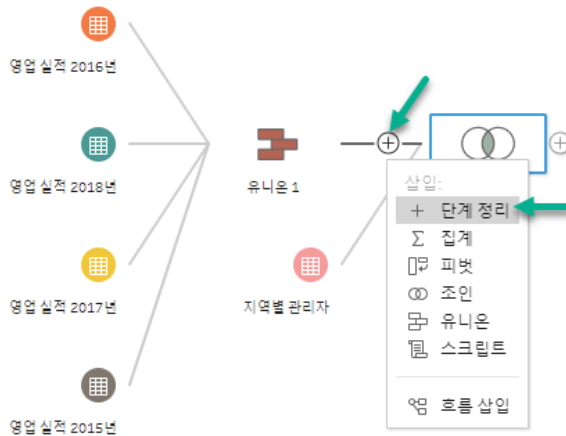 영업 실적 2016년
영업 실적 2018년
유니온 1
영업 실적 2017년
지역별 관리자
영업 실적 2015년
삽입:
단계 정리
집계
피벗
조인
유니온
스크립트
흐름 삽입